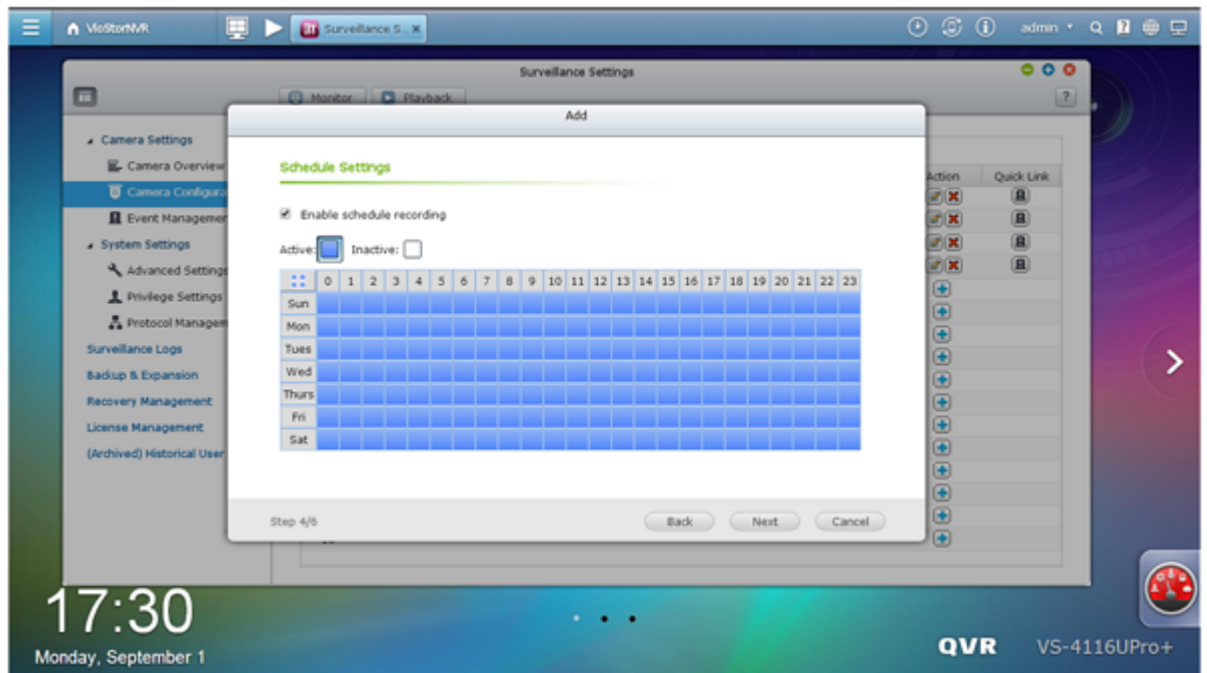 VioStorNVR
Surveillance S...
admin
Surveillance Settings
Monitor
Playback
?
Add
Camera Settings
Camera Overview
Camera Configura
Event Managemen
System Settings
Advanced Settings
Privilege Settings
Protocol Managem
Surveillance Logs
Backup & Expansion
Recovery Management
License Management
(Archived) Historical User
Schedule Settings
Enable schedule recording
Active: Inactive:
0 1 2 3 4 5 6 7 8 9 10 11 12 13 14 15 16 17 18 19 20 21 22 23
Sun
Mon
Tues
Wed
Thurs
Fri
Sat
Step 4/6
Back
Next
Cancel
Action
Quick Link
17:30
Monday, September 1
QVR VS-4116UPro+